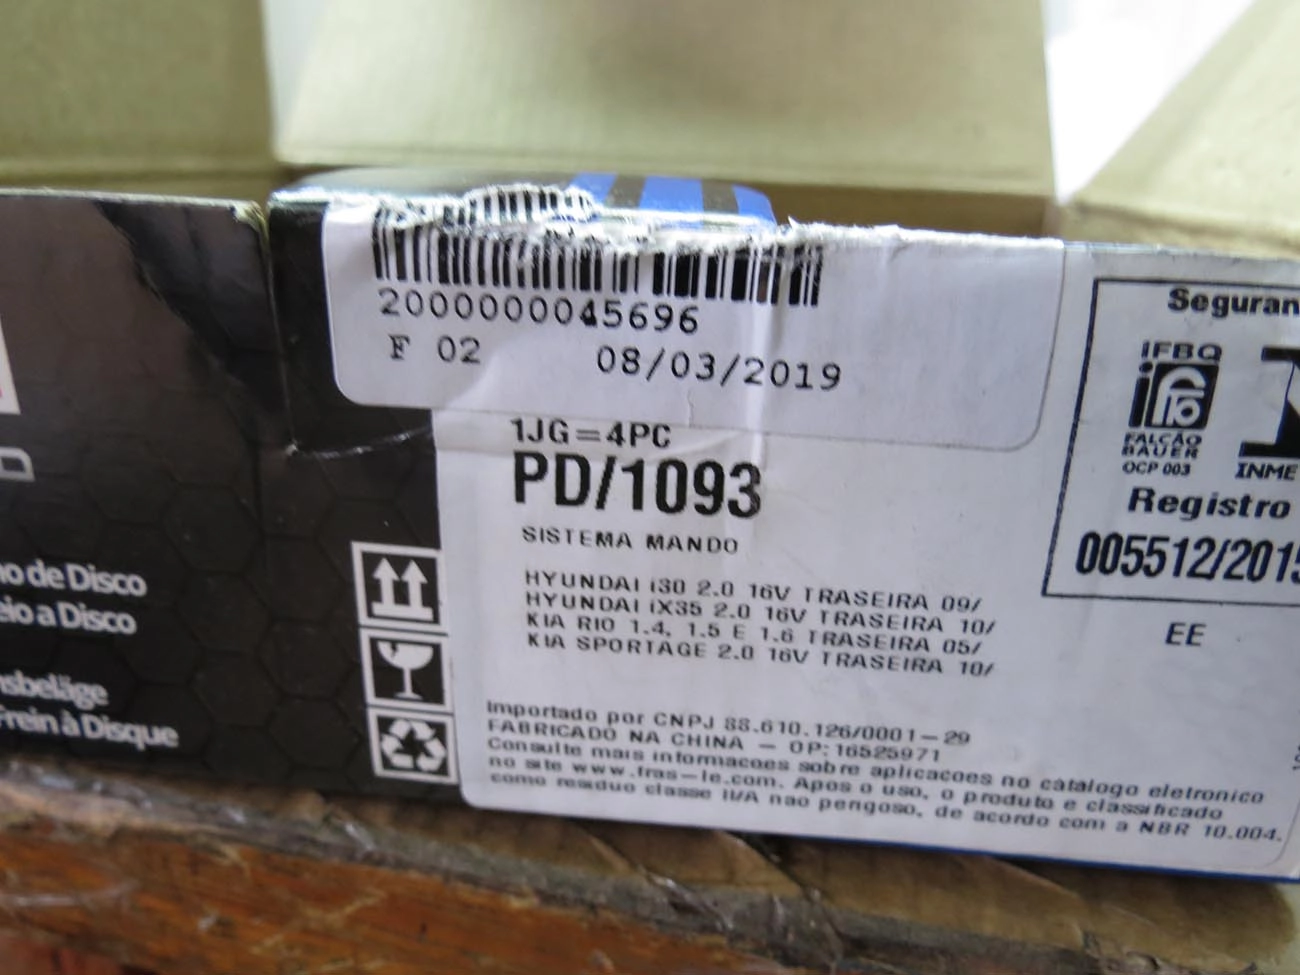 2000000045696
F 02 08/03/2019
1JG=4PC
PD/1093
SISTEMA MANDO
HYUNDAI i30 2.0 16V TRASEIRA 09/
HYUNDAI iX35 2.0 16V TRASEIRA 10/
KIA RIO 1.4, 1.5 E 1.6 TRASEIRA 05/
KIA SPORTAGE 2.0 16V TRASEIRA 10/
Importado por CNPJ 88.610.126/0001-29
FABRICADO NA CHINA - OP:16525971
Consulte mais informacoes sobre aplicacoes no catálogo eletronico
no site www.fras-le.com. Apos o uso, o produto e classificado
como residuo classe II/A nao perigoso, de acordo com a NBR 10.004.
Seguran
IFBQ
FALCÃO
BAUER
OCP 003
INME
Registro
005512/2015
EE
no de Disco
eio a Disco
nsbeläge
Frein à Disque